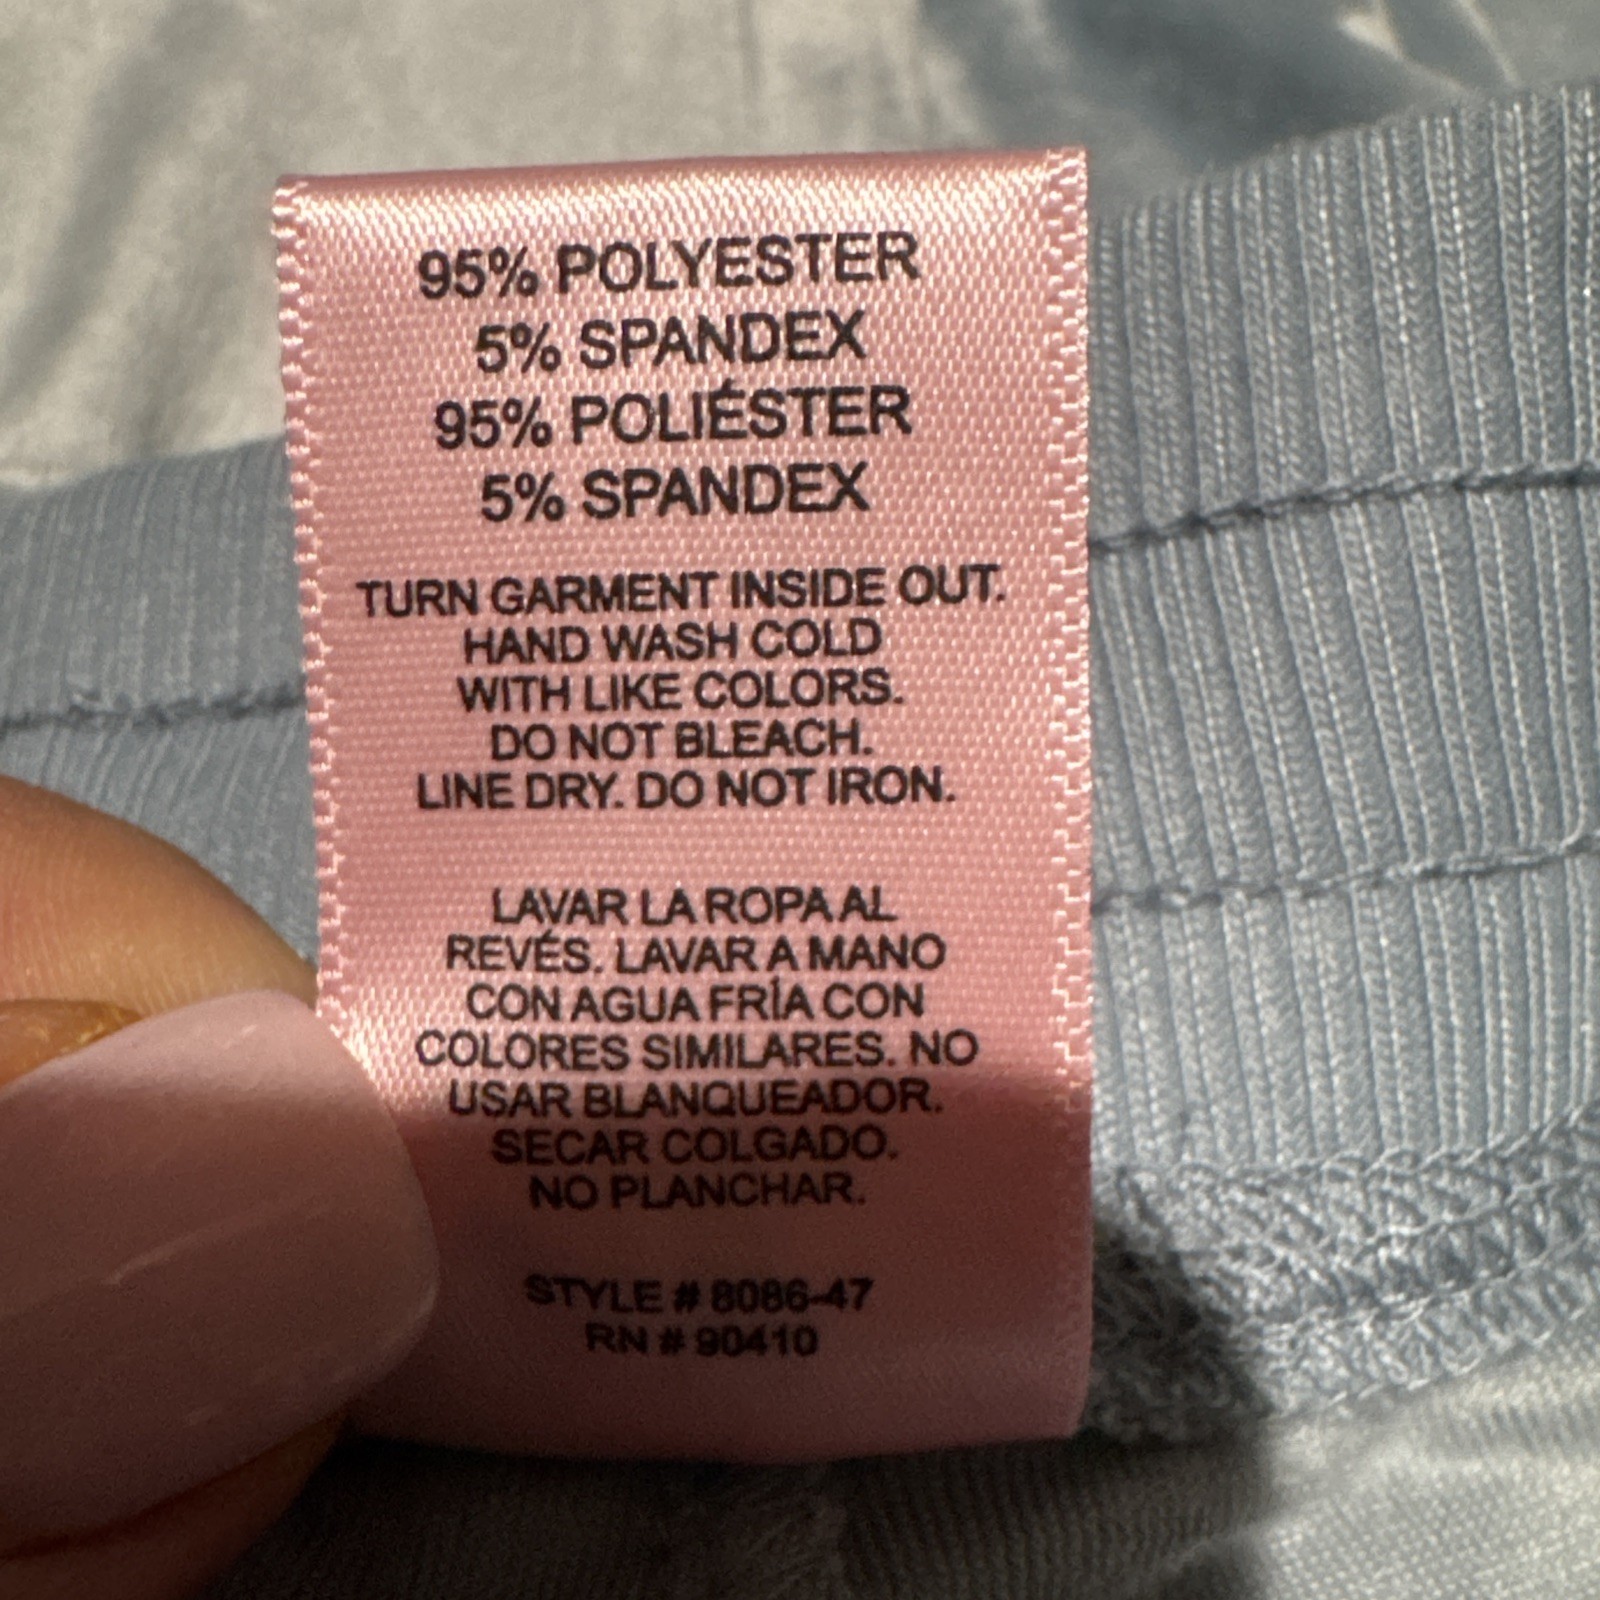 95% POLYESTER
5% SPANDEX
95% POLIÉSTER
5% SPANDEX
TURN GARMENT INSIDE OUT.
HAND WASH COLD
WITH LIKE COLORS.
DO NOT BLEACH.
LINE DRY. DO NOT IRON.
LAVAR LA ROPA AL
REVÉS. LAVAR A MANO
CON AGUA FRÍA CON
COLORES SIMILARES. NO
USAR BLANQUEADOR.
SECAR COLGADO.
NO PLANCHAR.
STYLE # 8086-47
RN # 90410